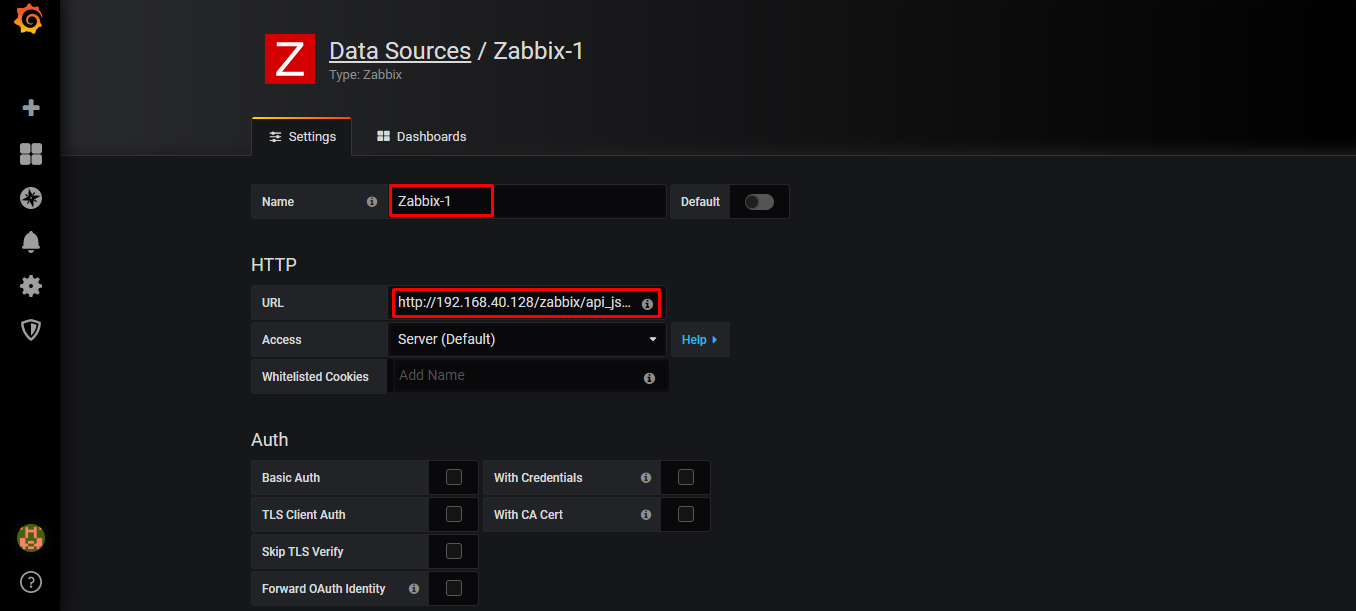 Z
Data Sources / Zabbix-1
Type: Zabbix
Settings
Dashboards
Name
Zabbix-1
Default
HTTP
URL
http://192.168.40.128/zabbix/api_js...
Access
Server (Default)
Help
Whitelisted Cookies
Add Name
Auth
Basic Auth
With Credentials
TLS Client Auth
With CA Cert
Skip TLS Verify
Forward OAuth Identity